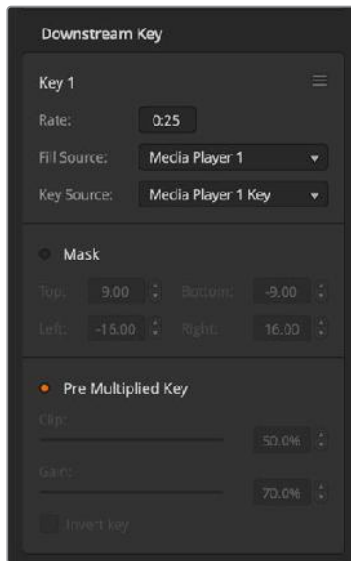 Downstream Key
Key 1
Rate: 0:25
Fill Source: Media Player 1
Key Source: Media Player 1 Key
Mask
Top: 9.00 Bottom: -9.00
Left: -16.00 Right: 16.00
Pre Multiplied Key
Clip:
50.0%
Gain:
70.0%
Invert key